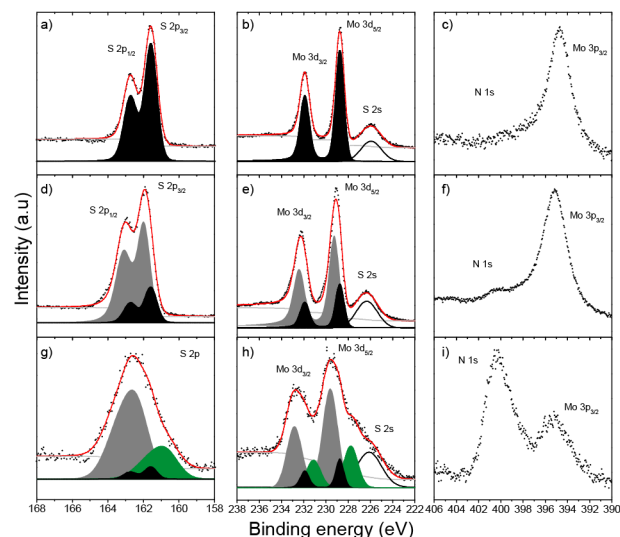 a)
S 2p3/2
S 2p1/2
b)
Mo 3d5/2
Mo 3d3/2
S 2s
c)
Mo 3p3/2
N 1s
d)
S 2p3/2
S 2p1/2
e)
Mo 3d5/2
Mo 3d3/2
S 2s
f)
Mo 3p3/2
N 1s
g)
S 2p
h)
Mo 3d5/2
Mo 3d3/2
S 2s
i)
N 1s
Mo 3p3/2
Intensity (a.u)
168 166 164 162 160 158
238 236 234 232 230 228 226 224 222
406 404 402 400 398 396 394 392 390
Binding energy (eV)